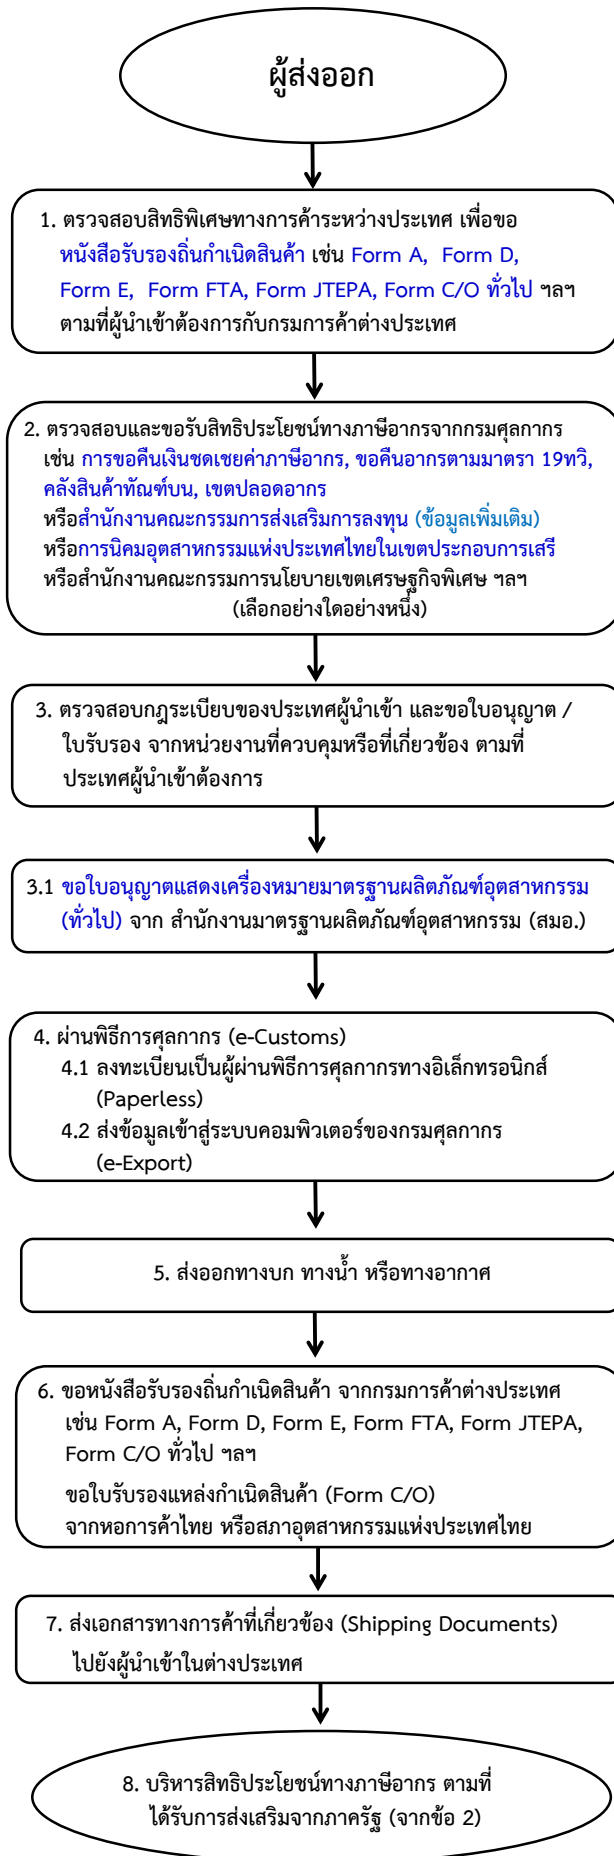 ผู้ส่งออก
1. ตรวจสอบสิทธิพิเศษทางการค้าระหว่างประเทศ เพื่อขอ
หนังสือรับรองถิ่นกำเนิดสินค้า เช่น Form A, Form D,
Form E, Form FTA, Form JTEPA, Form C/O ทั่วไป ฯลฯ
ตามที่ผู้นำเข้าต้องการกับกรมการค้าต่างประเทศ
2. ตรวจสอบและขอรับสิทธิประโยชน์ทางภาษีอากรจากกรมศุลกากร
เช่น การขอคืนเงินชดเชยค่าภาษีอากร, ขอคืนอากรตามมาตรา 19ทวิ,
คลังสินค้าทัณฑ์บน, เขตปลอดอากร
หรือสำนักงานคณะกรรมการส่งเสริมการลงทุน (ข้อมูลเพิ่มเติม)
หรือการนิคมอุตสาหกรรมแห่งประเทศไทยในเขตประกอบการเสรี
หรือสำนักงานคณะกรรมการนโยบายเขตเศรษฐกิจพิเศษ ฯลฯ
(เลือกอย่างใดอย่างหนึ่ง)
3. ตรวจสอบกฎระเบียบของประเทศผู้นำเข้า และขอใบอนุญาต /
ใบรับรอง จากหน่วยงานที่ควบคุมหรือที่เกี่ยวข้อง ตามที่
ประเทศผู้นำเข้าต้องการ
3.1 ขอใบอนุญาตแสดงเครื่องหมายมาตรฐานผลิตภัณฑ์อุตสาหกรรม
(ทั่วไป) จาก สำนักงานมาตรฐานผลิตภัณฑ์อุตสาหกรรม (สมอ.)
4. ผ่านพิธีการศุลกากร (e-Customs)
4.1 ลงทะเบียนเป็นผู้ผ่านพิธีการศุลกากรทางอิเล็กทรอนิกส์
(Paperless)
4.2 ส่งข้อมูลเข้าสู่ระบบคอมพิวเตอร์ของกรมศุลกากร
(e-Export)
5. ส่งออกทางบก ทางน้ำ หรือทางอากาศ
6. ขอหนังสือรับรองถิ่นกำเนิดสินค้า จากกรมการค้าต่างประเทศ
เช่น Form A, Form D, Form E, Form FTA, Form JTEPA,
Form C/O ทั่วไป ฯลฯ
ขอใบรับรองแหล่งกำเนิดสินค้า (Form C/O)
จากหอการค้าไทย หรือสภาอุตสาหกรรมแห่งประเทศไทย
7. ส่งเอกสารทางการค้าที่เกี่ยวข้อง (Shipping Documents)
ไปยังผู้นำเข้าในต่างประเทศ
8. บริหารสิทธิประโยชน์ทางภาษีอากร ตามที่
ได้รับการส่งเสริมจากภาครัฐ (จากข้อ 2)